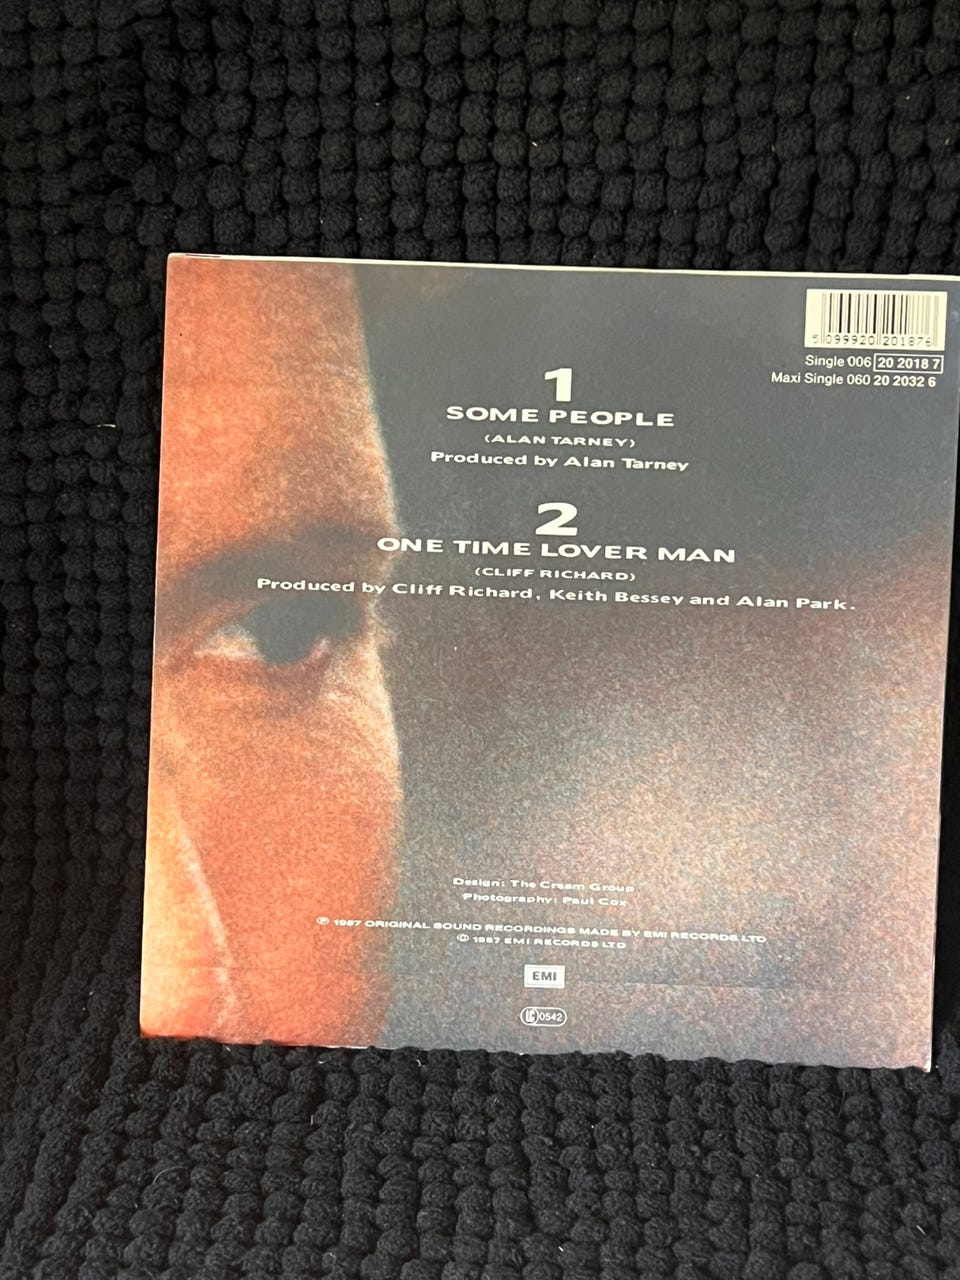 5 099920 201876
Single 006 20 2018 7
Maxi Single 060 20 2032 6
1
SOME PEOPLE
(ALAN TARNEY)
Produced by Alan Tarney
2
ONE TIME LOVER MAN
(CLIFF RICHARD)
Produced by Cliff Richard, Keith Bessey and Alan Park.
Design: The Cream Group
Photography: Paul Cox
℗ 1987 ORIGINAL SOUND RECORDINGS MADE BY EMI RECORDS LTD
© 1987 EMI RECORDS LTD
EMI
LC 0542